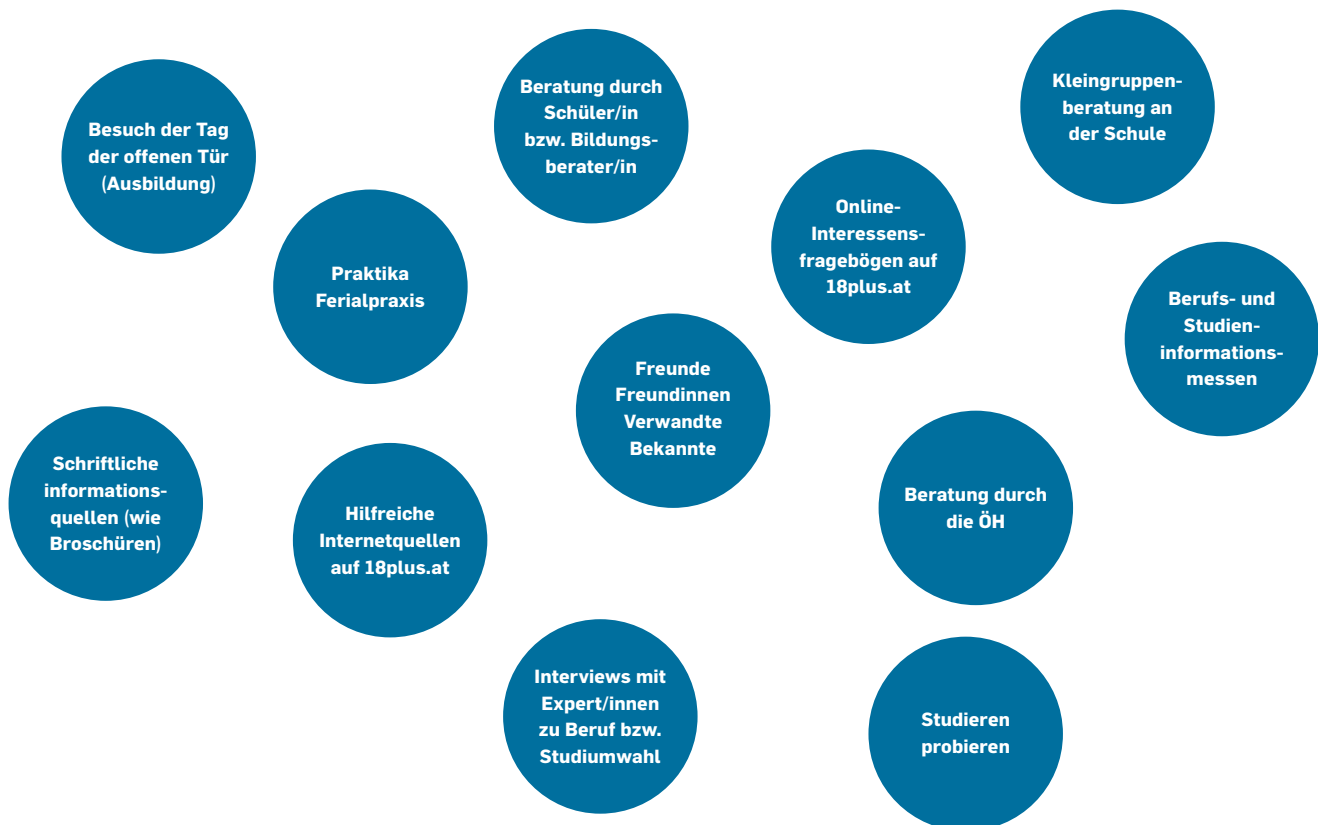 Besuch der Tag
der offenen Tür
(Ausbildung)
Beratung durch
Schüler/in
bzw. Bildungs-
berater/in
Kleingruppen-
beratung an
der Schule
Praktika
Ferialpraxis
Online-
Interessens-
fragebögen auf
18plus.at
Berufs- und
Studien-
informations-
messen
Freunde
Freundinnen
Verwandte
Bekannte
Schriftliche
informations-
quellen (wie
Broschüren)
Hilfreiche
Internetquellen
auf 18plus.at
Beratung durch
die ÖH
Interviews mit
Expert/innen
zu Beruf bzw.
Studiumwahl
Studieren
probieren